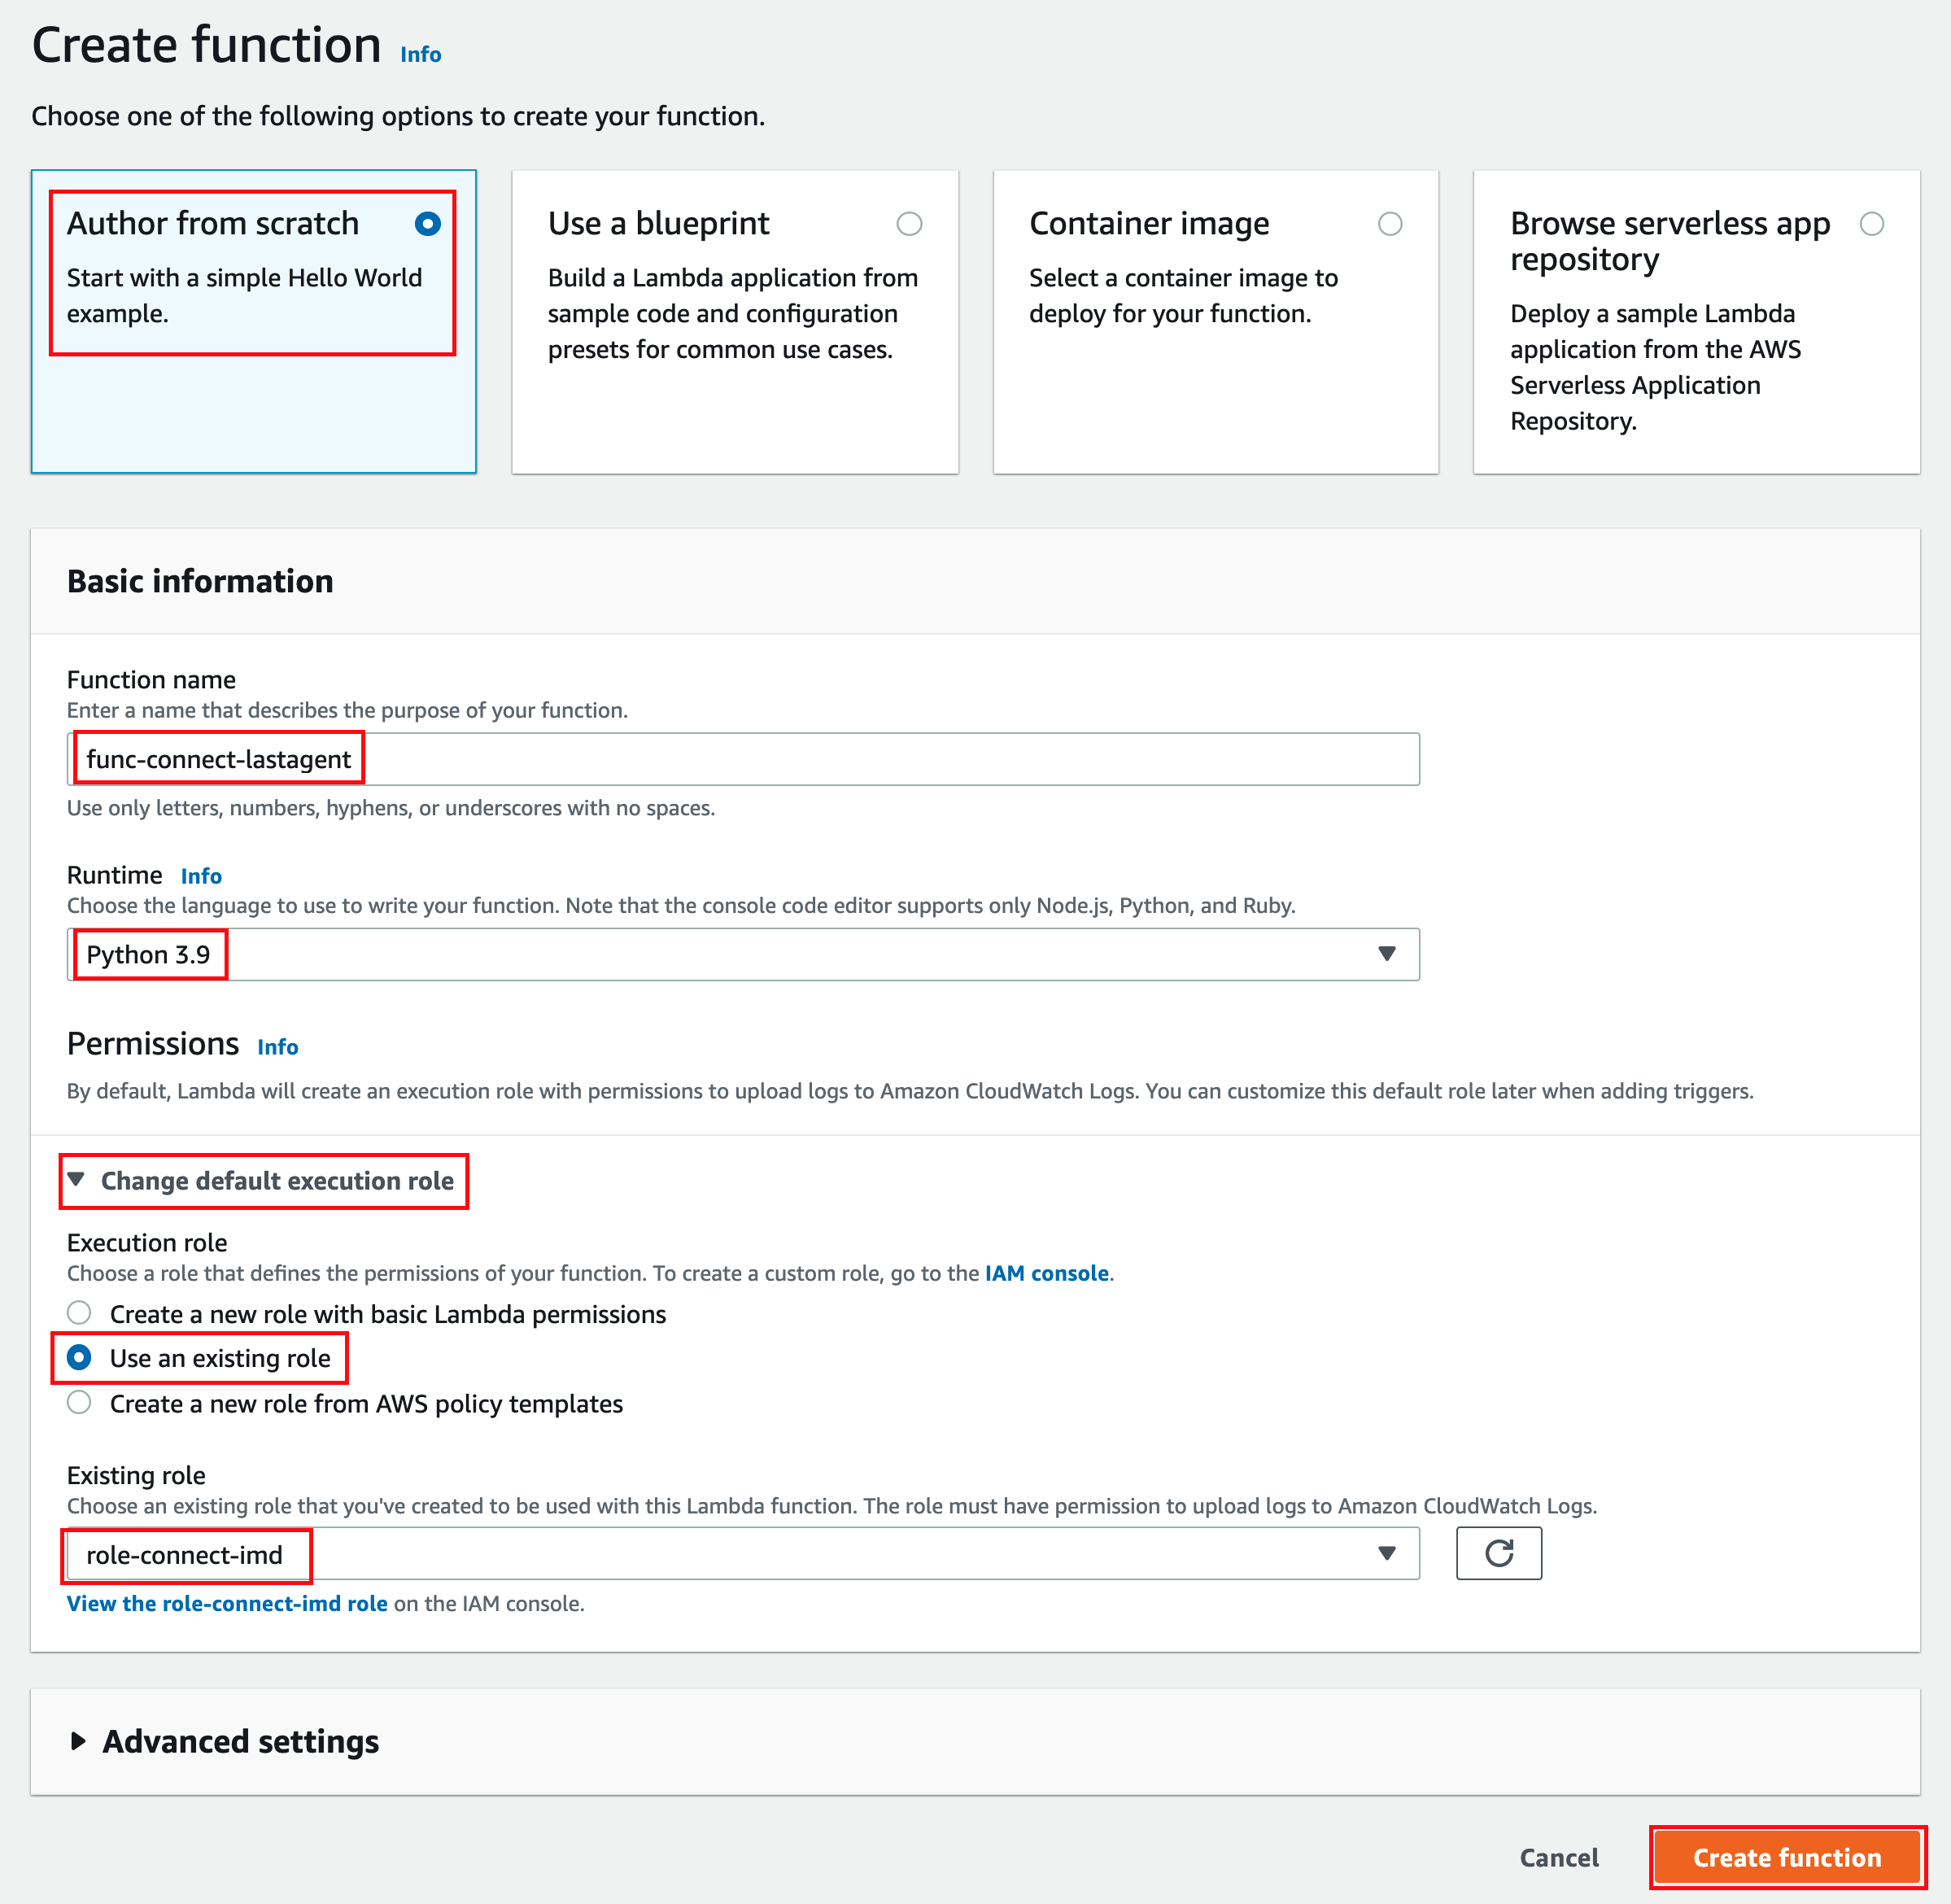 Create function Info
Choose one of the following options to create your function.
Author from scratch
Start with a simple Hello World
example.
Use a blueprint
Build a Lambda application from
sample code and configuration
presets for common use cases.
Container image
Select a container image to
deploy for your function.
Browse serverless app
repository
Deploy a sample Lambda
application from the AWS
Serverless Application
Repository.
Basic information
Function name
Enter a name that describes the purpose of your function.
func-connect-lastagent
Use only letters, numbers, hyphens, or underscores with no spaces.
Runtime Info
Choose the language to use to write your function. Note that the console code editor supports only Node.js, Python, and Ruby.
Python 3.9
Permissions Info
By default, Lambda will create an execution role with permissions to upload logs to Amazon CloudWatch Logs. You can customize this default role later when adding triggers.
Change default execution role
Execution role
Choose a role that defines the permissions of your function. To create a custom role, go to the IAM console.
Create a new role with basic Lambda permissions
Use an existing role
Create a new role from AWS policy templates
Existing role
Choose an existing role that you've created to be used with this Lambda function. The role must have permission to upload logs to Amazon CloudWatch Logs.
role-connect-imd
View the role-connect-imd role on the IAM console.
Advanced settings
Cancel
Create function